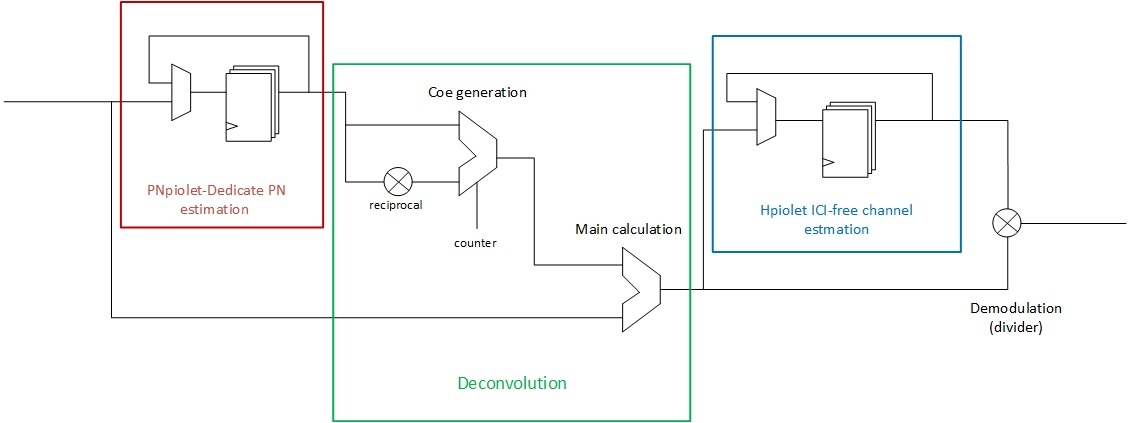 PNpiolet-Dedicate PN
estimation
Coe generation
reciprocal
counter
Main calculation
Deconvolution
Hpiolet ICI-free channel
estmation
Demodulation
(divider)